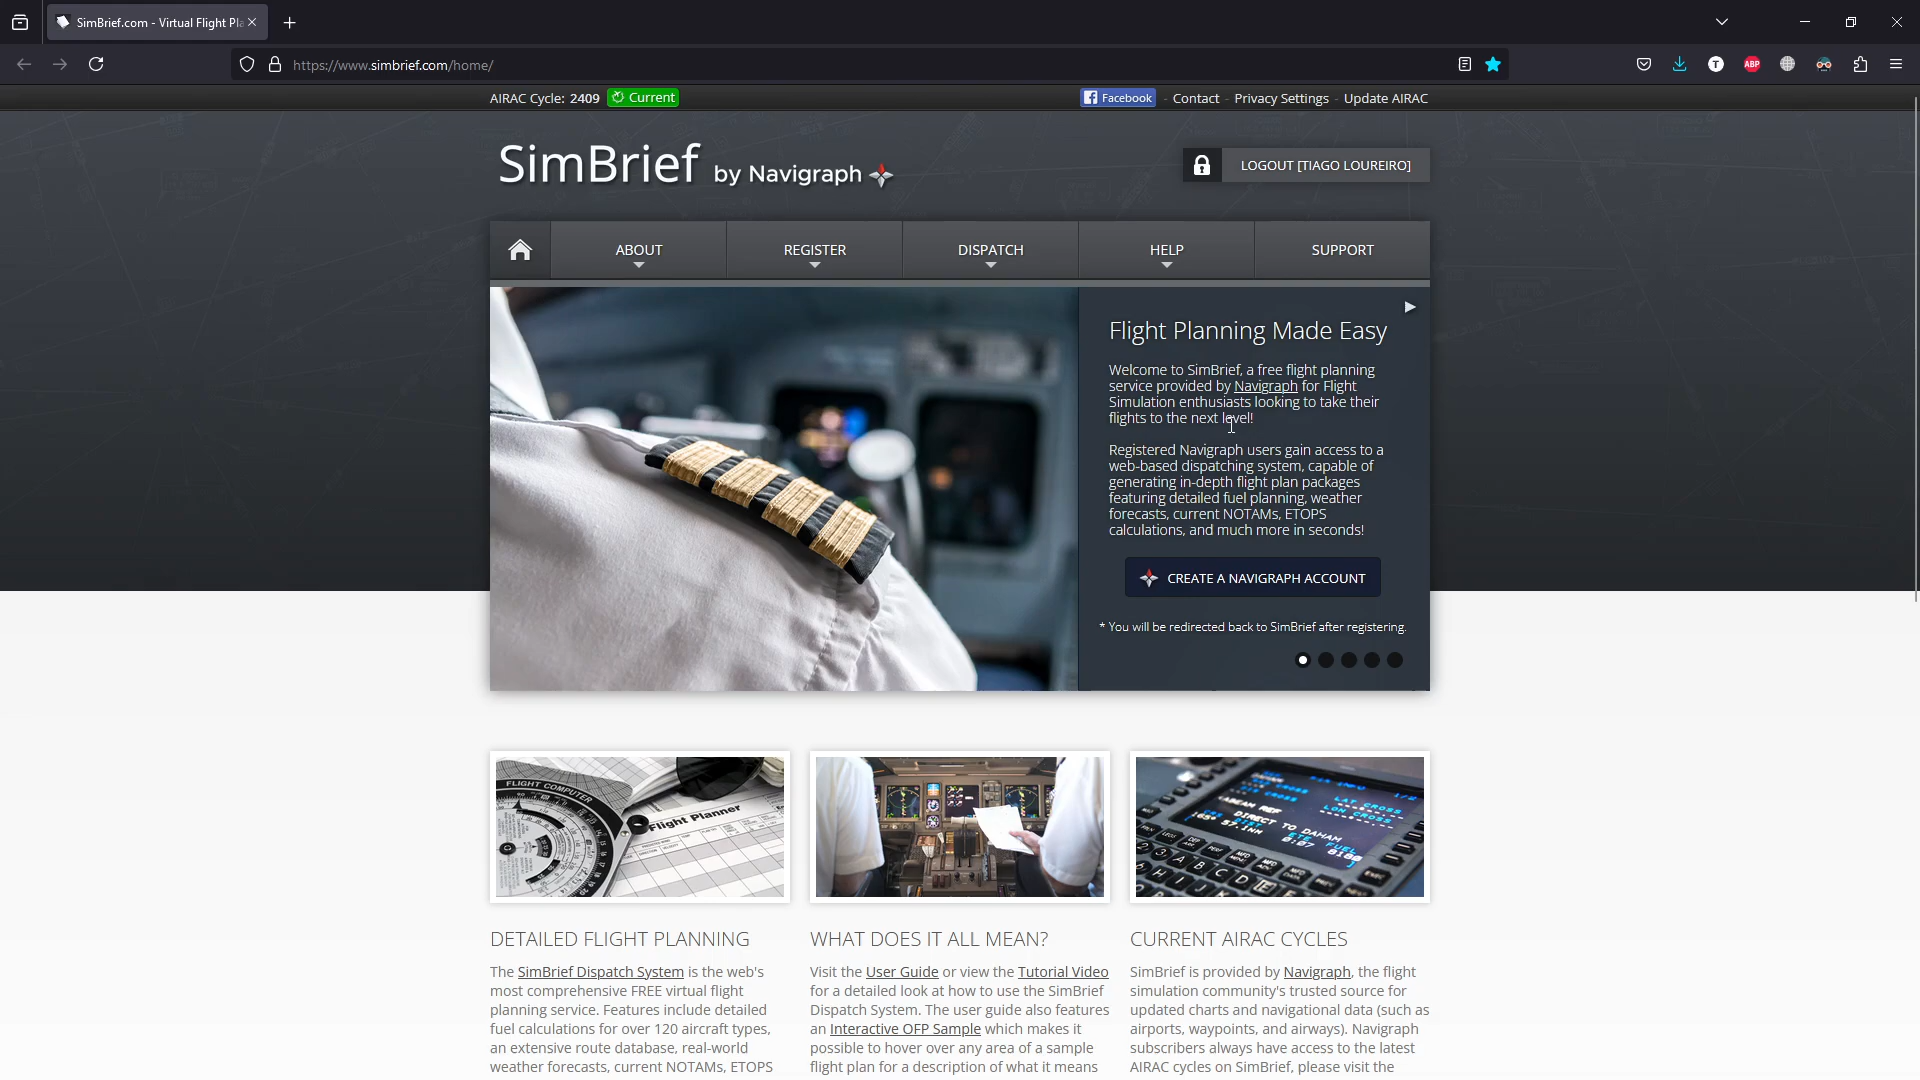 SimBrief.com - Virtual Flight Pla
https://www.simbrief.com/home/
ABP
AIRAC Cycle: 2409 Current
Facebook - Contact - Privacy Settings - Update AIRAC
SimBrief by Navigraph
LOGOUT [TIAGO LOUREIRO]
ABOUT
REGISTER
DISPATCH
HELP
SUPPORT
Flight Planning Made Easy
Welcome to SimBrief, a free flight planning
service provided by Navigraph for Flight
Simulation enthusiasts looking to take their
flights to the next level!
Registered Navigraph users gain access to a
web-based dispatching system, capable of
generating in-depth flight plan packages
featuring detailed fuel planning, weather
forecasts, current NOTAMs, ETOPS
calculations, and much more in seconds!
CREATE A NAVIGRAPH ACCOUNT
* You will be redirected back to SimBrief after registering.
FLIGHT COMPUTER
Flight Planner
LAT CROSS
LON CROSS
DIRECT TO DAHAM
DETAILED FLIGHT PLANNING
The SimBrief Dispatch System is the web's
most comprehensive FREE virtual flight
planning service. Features include detailed
fuel calculations for over 120 aircraft types,
an extensive route database, real-world
weather forecasts, current NOTAMs, ETOPS
WHAT DOES IT ALL MEAN?
Visit the User Guide or view the Tutorial Video
for a detailed look at how to use the SimBrief
Dispatch System. The user guide also features
an Interactive OFP Sample which makes it
possible to hover over any area of a sample
flight plan for a description of what it means
CURRENT AIRAC CYCLES
SimBrief is provided by Navigraph, the flight
simulation community's trusted source for
updated charts and navigational data (such as
airports, waypoints, and airways). Navigraph
subscribers always have access to the latest
AIRAC cycles on SimBrief, please visit the